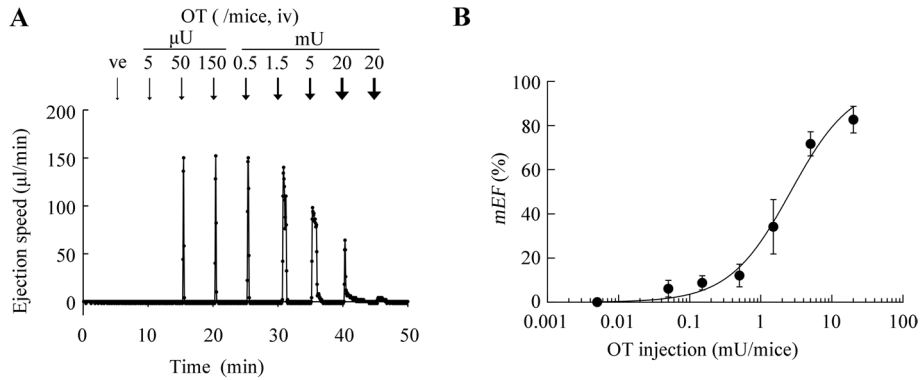 A
OT ( /mice, iv)
μU mU
ve 5 50 150 0.5 1.5 5 20 20
200
150
100
50
0
Ejection speed (μl/min)
0 10 20 30 40 50
Time (min)
B
100
80
60
40
20
0
mEF (%)
0.001 0.01 0.1 1 10 100
OT injection (mU/mice)